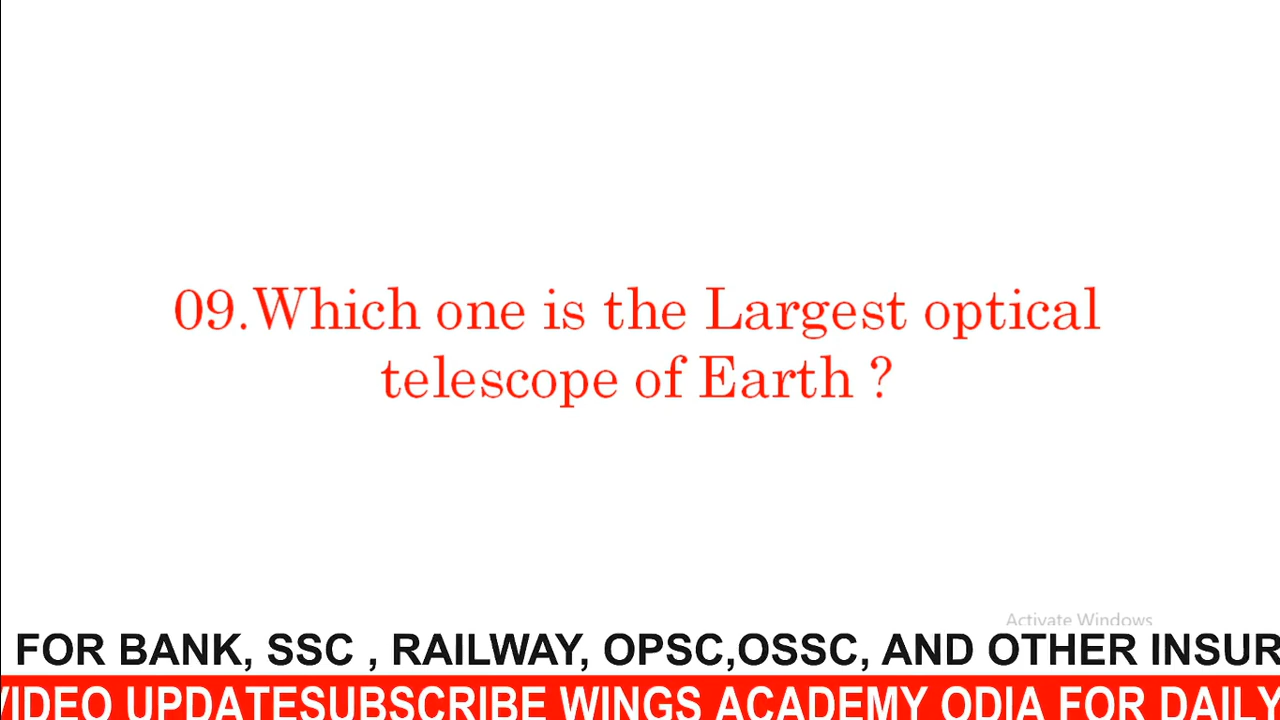 09.Which one is the Largest optical
telescope of Earth ?
Activate Windows
FOR BANK, SSC , RAILWAY, OPSC,OSSC, AND OTHER INSUR
VIDEO UPDATESUBSCRIBE WINGS ACADEMY ODIA FOR DAILY